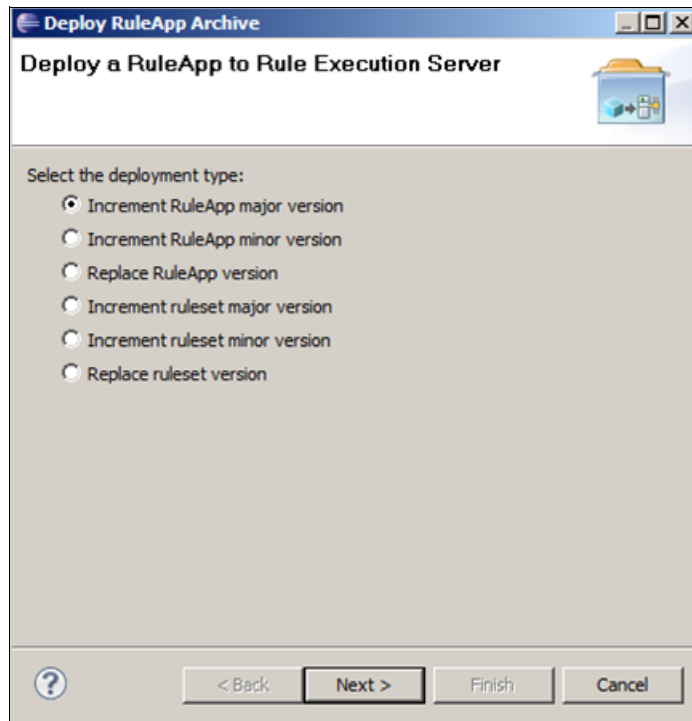 Deploy RuleApp Archive
Deploy a RuleApp to Rule Execution Server
Select the deployment type:
Increment RuleApp major version
Increment RuleApp minor version
Replace RuleApp version
Increment ruleset major version
Increment ruleset minor version
Replace ruleset version
? < Back Next > Finish Cancel